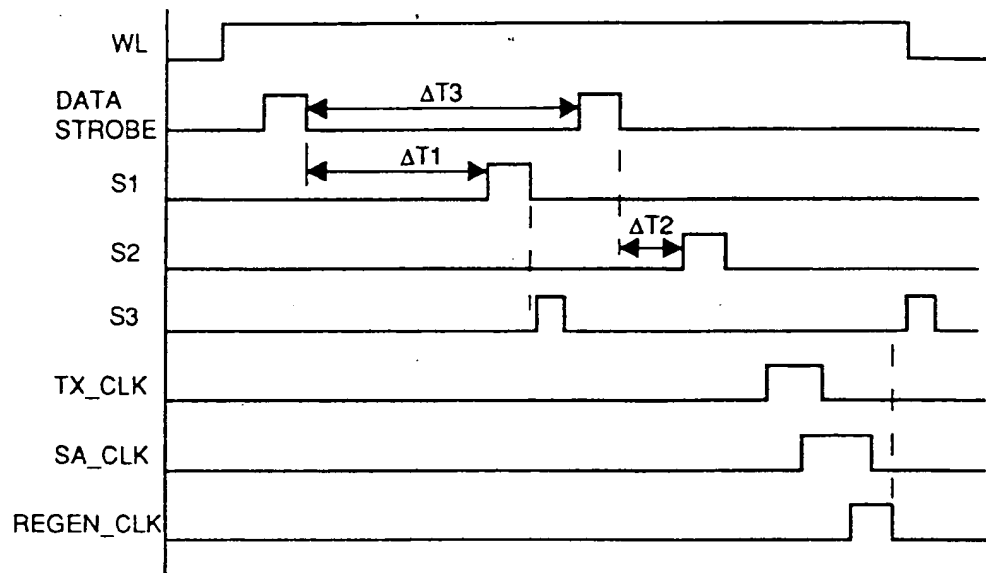 WL
DATA
STROBE
ΔT3
S1
ΔT1
S2
ΔT2
S3
TX_CLK
SA_CLK
REGEN_CLK